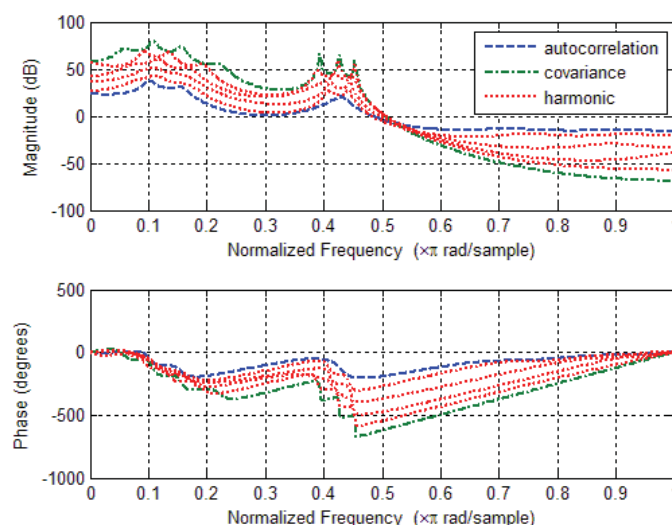 100
50
0
-50
-100
Magnitude (dB)
autocorrelation
covariance
harmonic
0 0.1 0.2 0.3 0.4 0.5 0.6 0.7 0.8 0.9
Normalized Frequency (×π rad/sample)
500
0
-500
-1000
Phase (degrees)
0 0.1 0.2 0.3 0.4 0.5 0.6 0.7 0.8 0.9
Normalized Frequency (×π rad/sample)